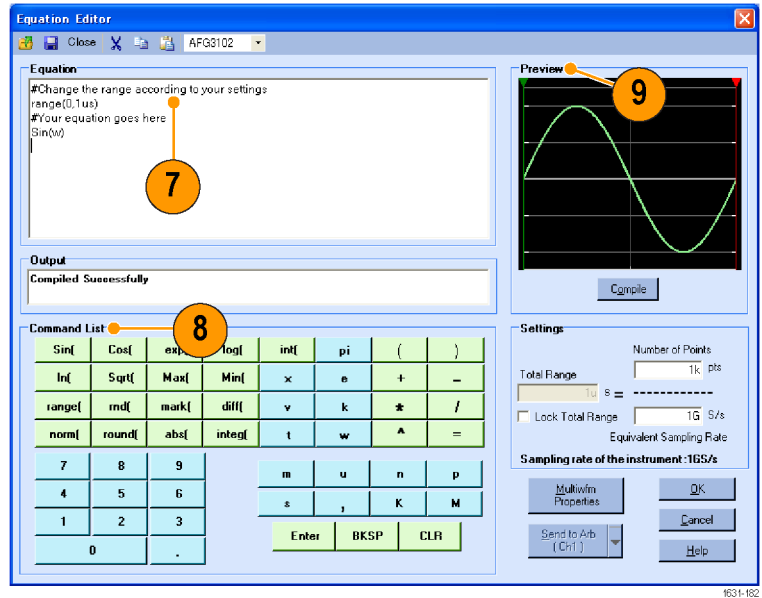 Equation Editor
Close AFG3102
Equation
#Change the range according to your settings
range(0,1us)
#Your equation goes here
Sin(w)
7
Preview
9
Compile
Output
Compiled Successfully
Command List
8
Sin( Cos( exp( log( int( pi ( )
ln( Sqrt( Max( Min( x e + -
range( rnd( mark( diff( v k * /
norm( round( abs( integ( t w ^ =
7 8 9
4 5 6
1 2 3
0 .
m u n p
s , K M
Enter BKSP CLR
Settings
Number of Points
Total Range 1k pts
1u s = ------------
Lock Total Range 1G S/s
Equivalent Sampling Rate
Sampling rate of the instrument:1GS/s
Multiwfm Properties
OK
Cancel
Send to Arb
(Ch1)
Help
1631-182